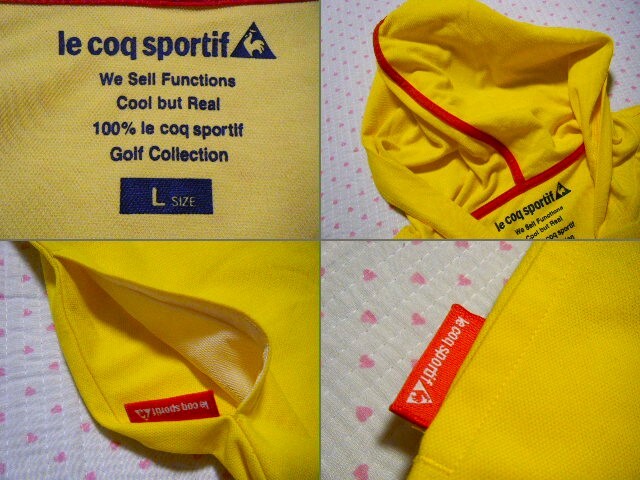 le coq sportif
We Sell Functions
Cool but Real
100% le coq sportif
Golf Collection
L SIZE
le coq sportif
We Sell Functions
Cool but Real
coq sportif
le coq sportif
le coq sportif